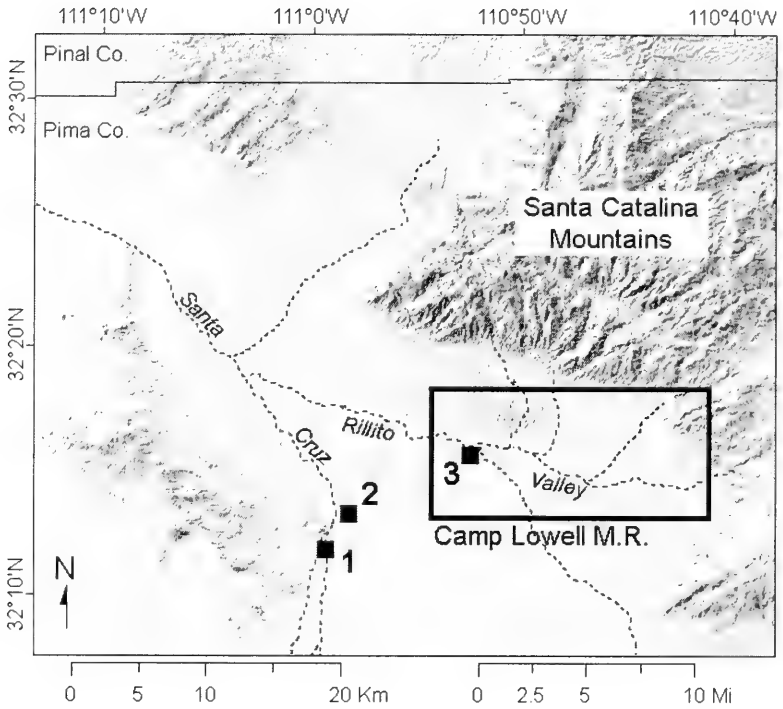 111°10'W 111°00'W 110°50'W 110°40'W
Pinal Co.
32°30'N
Pima Co.
Santa Catalina
Mountains
Santa
32°20'N
Rillito
Cruz
2
3
Valley
Camp Lowell M.R.
1
N
32°10'N
0 5 10 20 Km
0 2.5 5 10 Mi